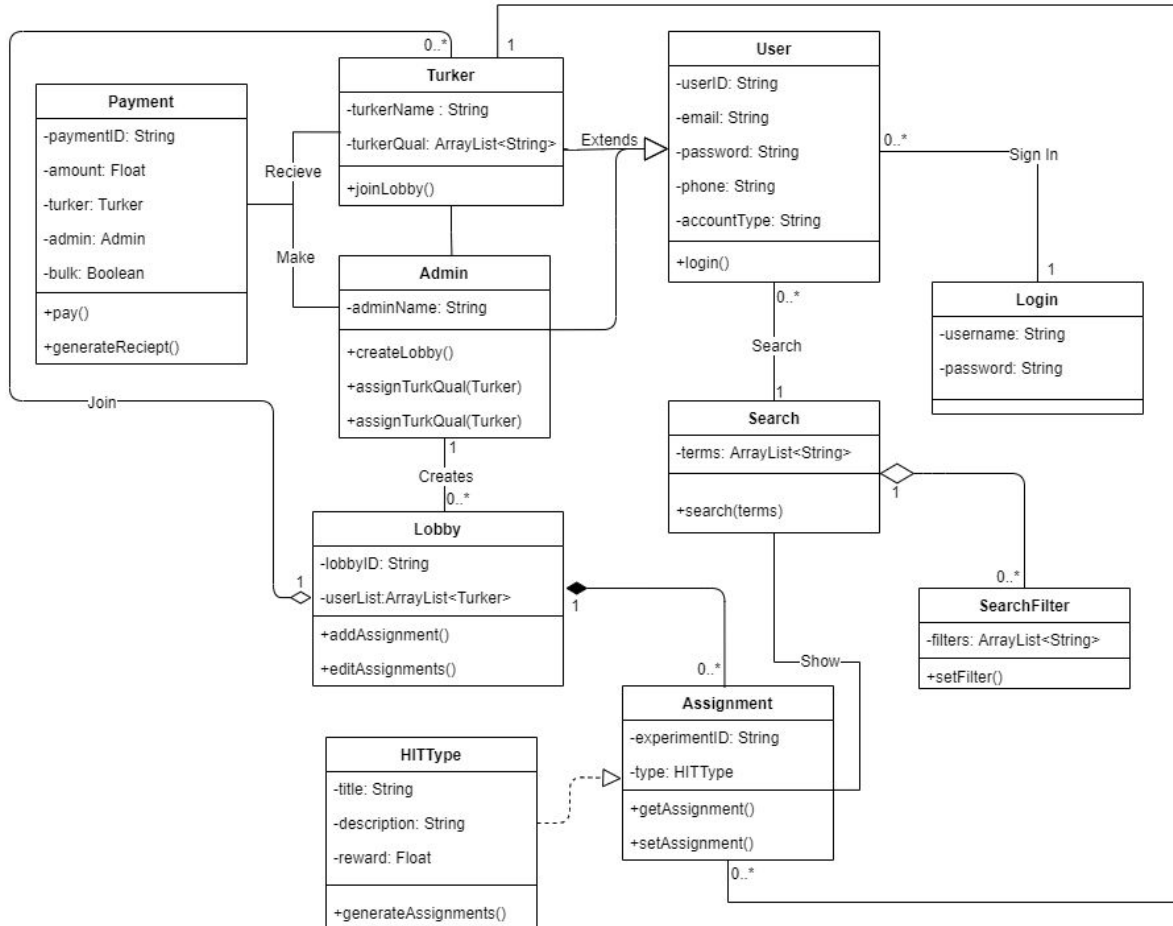 0..*
1
Turker
-turkerName : String
-turkerQual: ArrayList<String>
+joinLobby()
User
-userID: String
-email: String
-password: String
-phone: String
-accountType: String
+login()
Payment
-paymentID: String
-amount: Float
-turker: Turker
-admin: Admin
-bulk: Boolean
+pay()
+generateReciept()
Recieve
Make
Extends
0..*
Sign In
1
Admin
-adminName: String
+createLobby()
+assignTurkQual(Turker)
+assignTurkQual(Turker)
Login
-username: String
-password: String
0..*
Search
1
Join
1
Creates
0..*
Search
-terms: ArrayList<String>
+search(terms)
1
0..*
Lobby
-lobbyID: String
-userList:ArrayList<Turker>
+addAssignment()
+editAssignments()
1
1
0..*
SearchFilter
-filters: ArrayList<String>
+setFilter()
Show
Assignment
-experimentID: String
-type: HITType
+getAssignment()
+setAssignment()
0..*
HITType
-title: String
-description: String
-reward: Float
+generateAssignments()